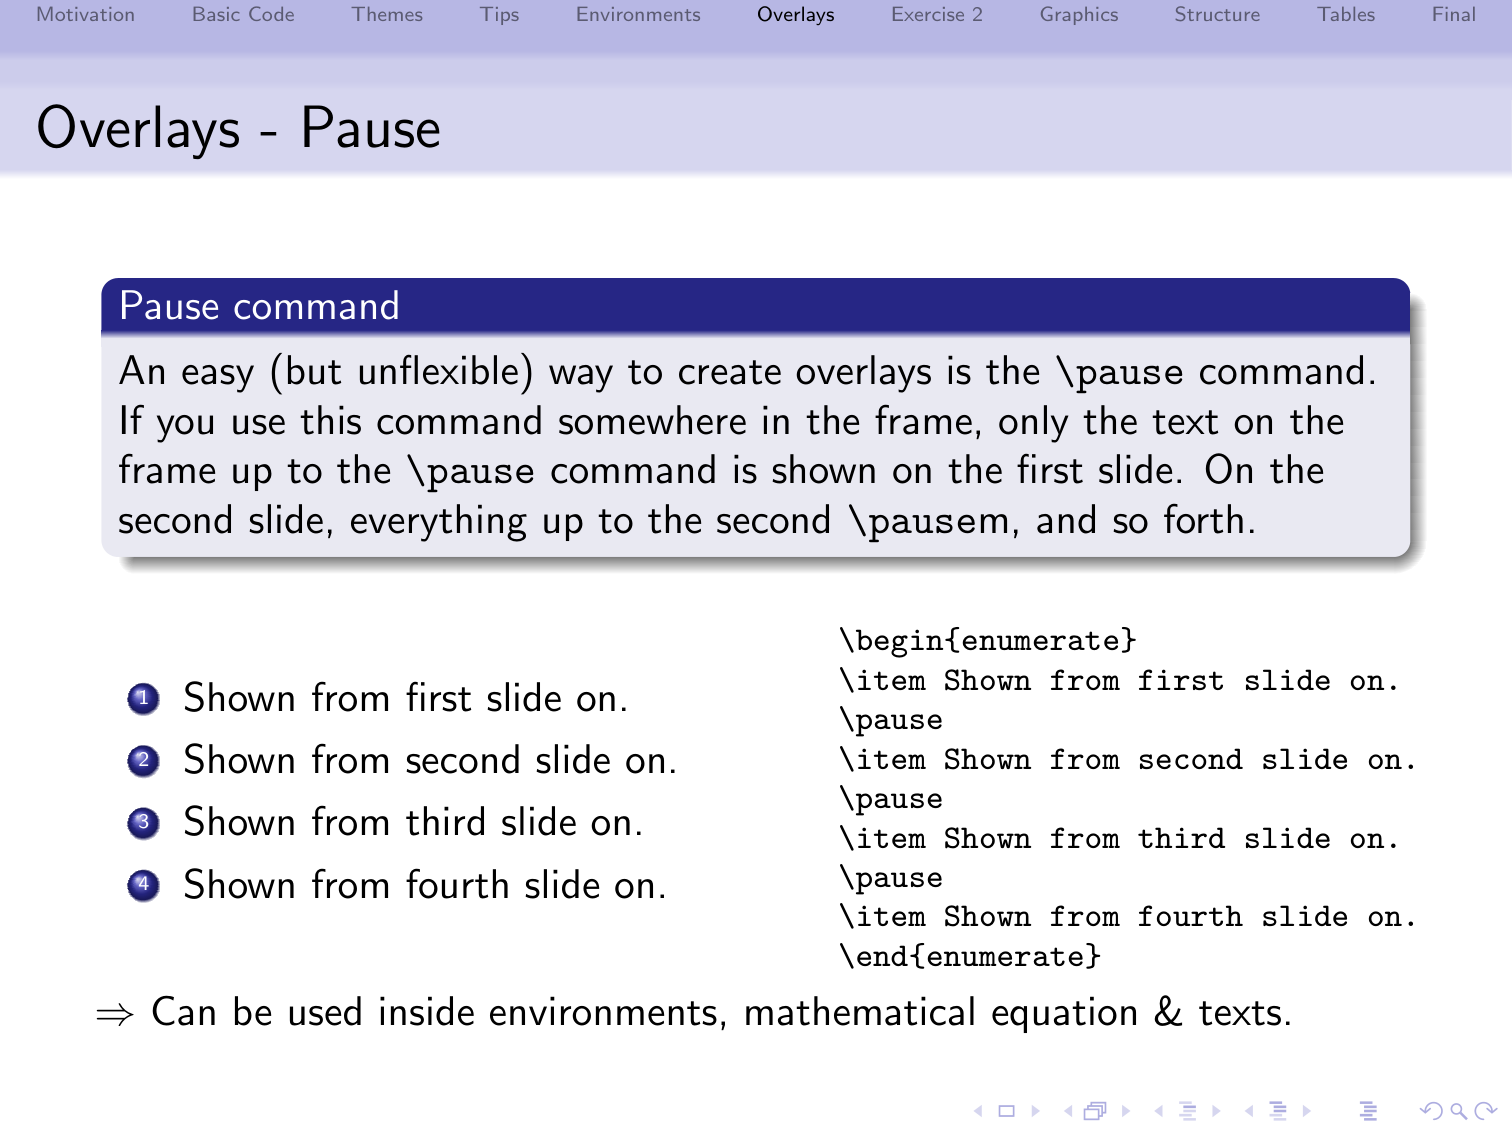 Motivation Basic Code Themes Tips Environments Overlays Exercise 2 Graphics Structure Tables Final
Overlays - Pause
Pause command
An easy (but unflexible) way to create overlays is the \pause command.
If you use this command somewhere in the frame, only the text on the
frame up to the \pause command is shown on the first slide. On the
second slide, everything up to the second \pausem, and so forth.
1 Shown from first slide on.
2 Shown from second slide on.
3 Shown from third slide on.
4 Shown from fourth slide on.
\begin{enumerate}
\item Shown from first slide on.
\pause
\item Shown from second slide on.
\pause
\item Shown from third slide on.
\pause
\item Shown from fourth slide on.
\end{enumerate}
⇒ Can be used inside environments, mathematical equation & texts.